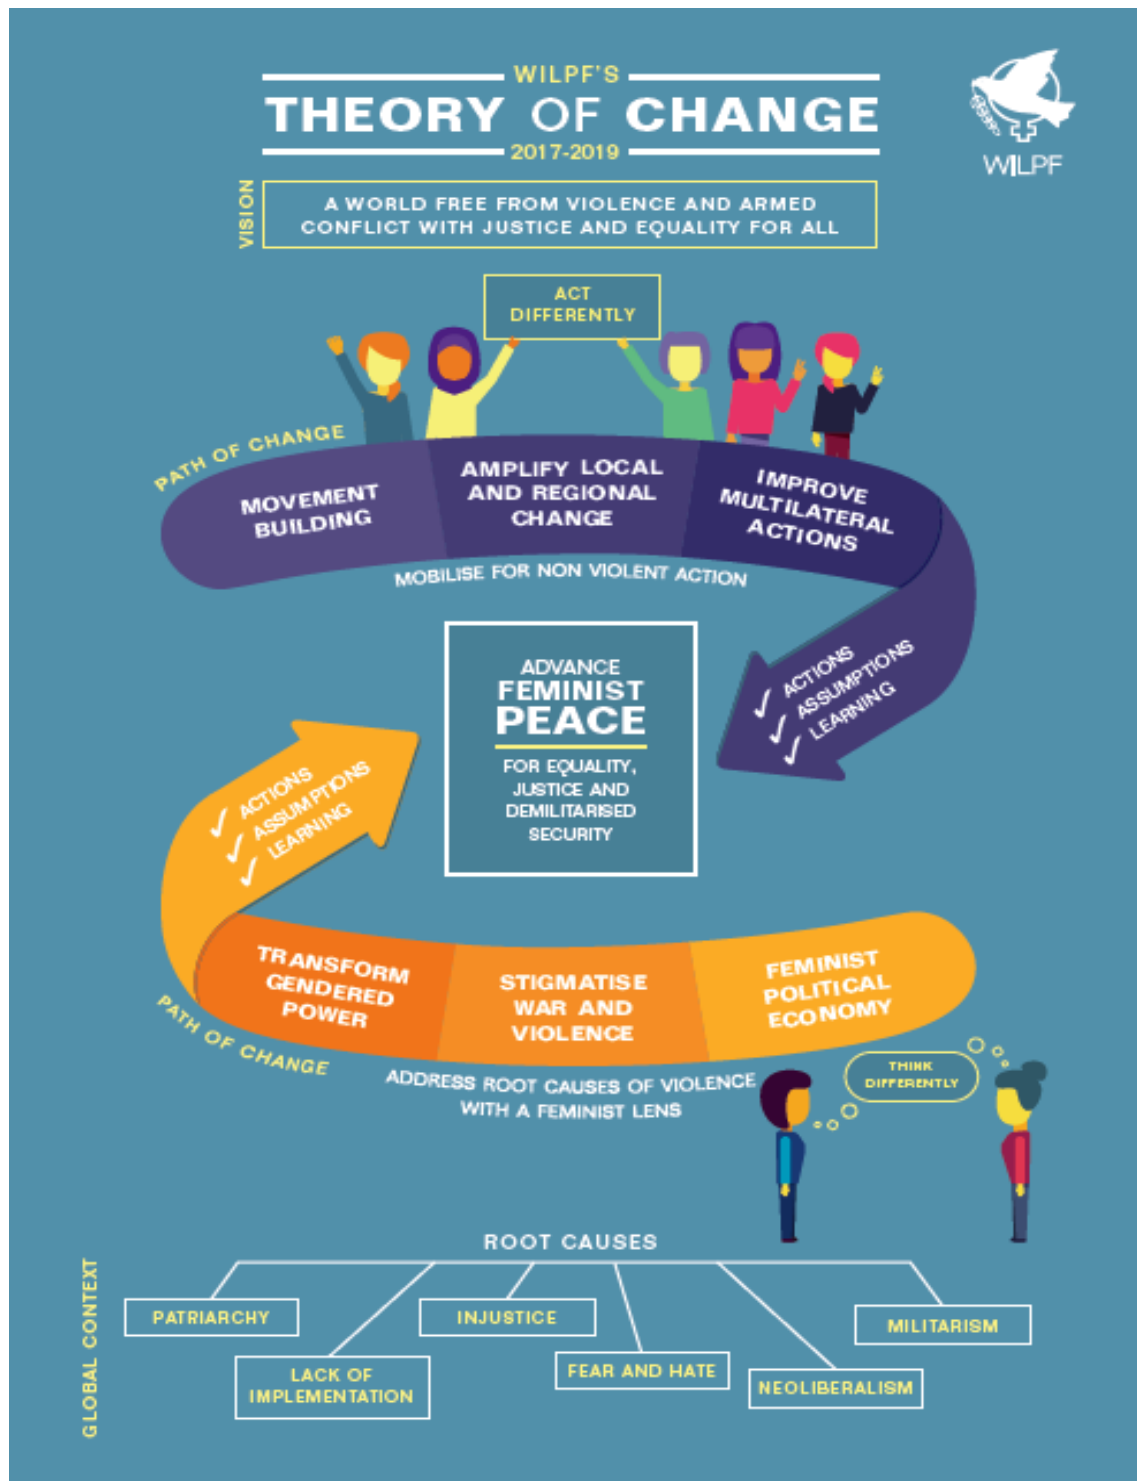 WILPF'S
THEORY OF CHANGE
2017-2019
WILPF
VISION
A WORLD FREE FROM VIOLENCE AND ARMED
CONFLICT WITH JUSTICE AND EQUALITY FOR ALL
ACT
DIFFERENTLY
PATH OF CHANGE
MOVEMENT
BUILDING
AMPLIFY LOCAL
AND REGIONAL
CHANGE
IMPROVE
MULTILATERAL
ACTIONS
MOBILISE FOR NON VIOLENT ACTION
✓ ACTIONS
✓ ASSUMPTIONS
✓ LEARNING
ADVANCE
FEMINIST
PEACE
FOR EQUALITY,
JUSTICE AND
DEMILITARISED
SECURITY
✓ ACTIONS
✓ ASSUMPTIONS
✓ LEARNING
TRANSFORM
GENDERED
POWER
STIGMATISE
WAR AND
VIOLENCE
FEMINIST
POLITICAL
ECONOMY
PATH OF CHANGE
ADDRESS ROOT CAUSES OF VIOLENCE
WITH A FEMINIST LENS
THINK
DIFFERENTLY
GLOBAL CONTEXT
ROOT CAUSES
PATRIARCHY
LACK OF
IMPLEMENTATION
INJUSTICE
FEAR AND HATE
NEOLIBERALISM
MILITARISM